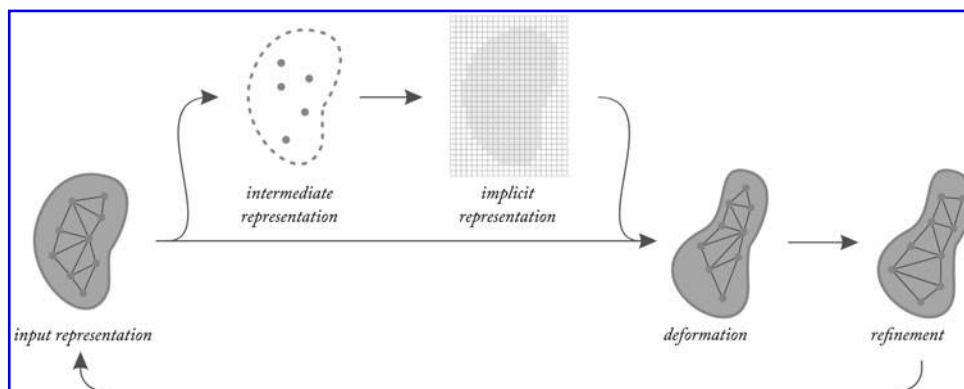 intermediate
representation
implicit
representation
input representation
deformation
refinement